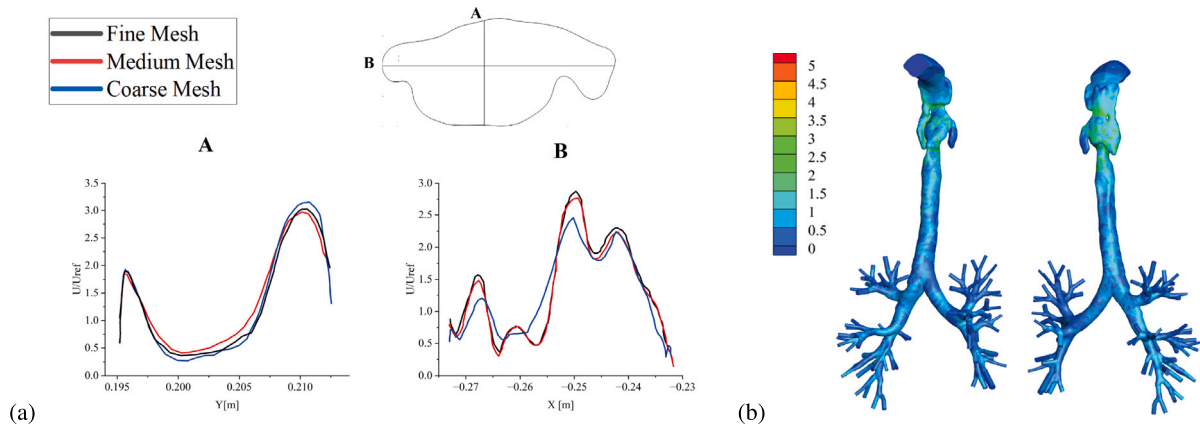 Fine Mesh
Medium Mesh
Coarse Mesh
A
B
A
U/Uref
3.5
3.0
2.5
2.0
1.5
1.0
0.5
0.0
0.195
0.200
0.205
0.210
Y[m]
B
U/Uref
3.0
2.5
2.0
1.5
1.0
0.5
0.0
−0.27
−0.26
−0.25
−0.24
−0.23
X [m]
(a)
5
4.5
4
3.5
3
2.5
2
1.5
1
0.5
0
(b)